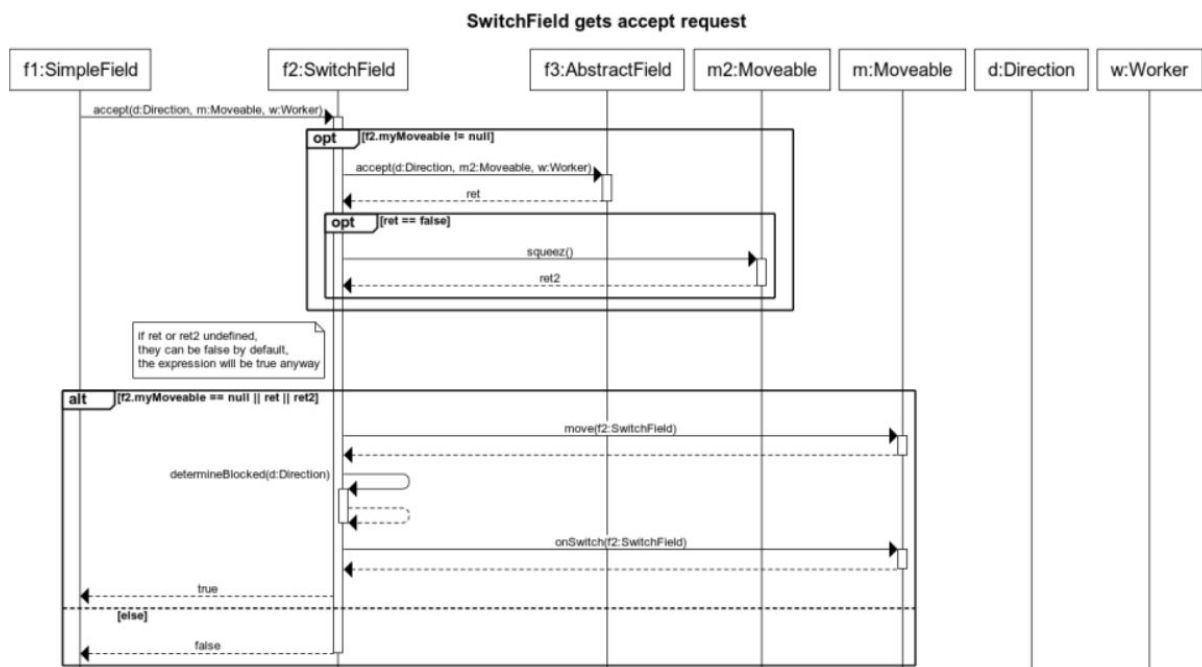 SwitchField gets accept request
f1:SimpleField
f2:SwitchField
f3:AbstractField
m2:Moveable
m:Moveable
d:Direction
w:Worker
accept(d:Direction, m:Moveable, w:Worker)
opt
[f2.myMoveable != null]
accept(d:Direction, m2:Moveable, w:Worker)
ret
opt
[ret == false]
squeez()
ret2
if ret or ret2 undefined,
they can be false by default,
the expression will be true anyway
alt
[f2.myMoveable == null || ret || ret2]
move(f2:SwitchField)
determineBlocked(d:Direction)
onSwitch(f2:SwitchField)
true
[else]
false